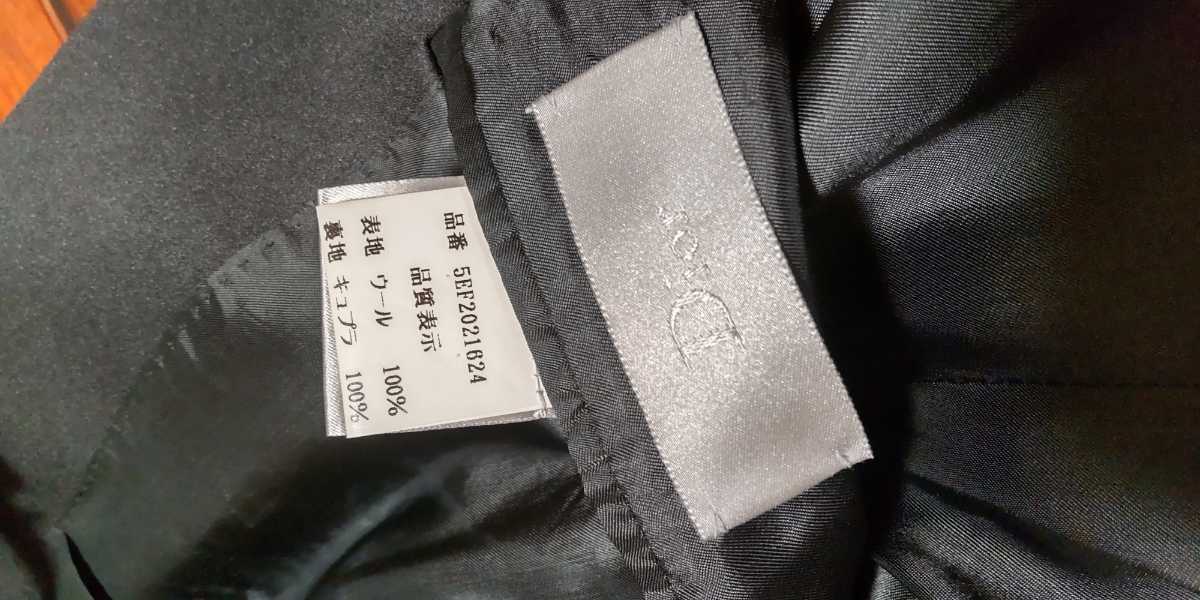 品番 5EF2021624
品質表示
表地 ウール 100%
裏地 キュプラ 100%
Dior